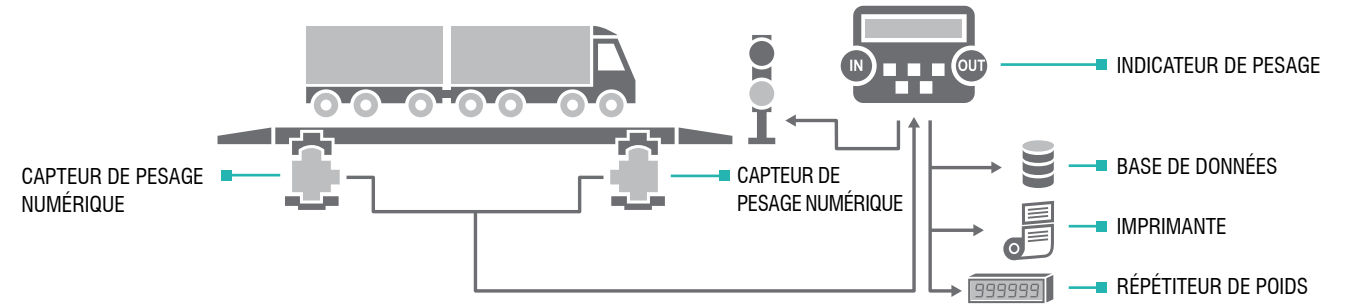 IN
OUT
INDICATEUR DE PESAGE
CAPTEUR DE PESAGE
NUMÉRIQUE
CAPTEUR DE
PESAGE NUMÉRIQUE
BASE DE DONNÉES
IMPRIMANTE
999999
RÉPÉTITEUR DE POIDS